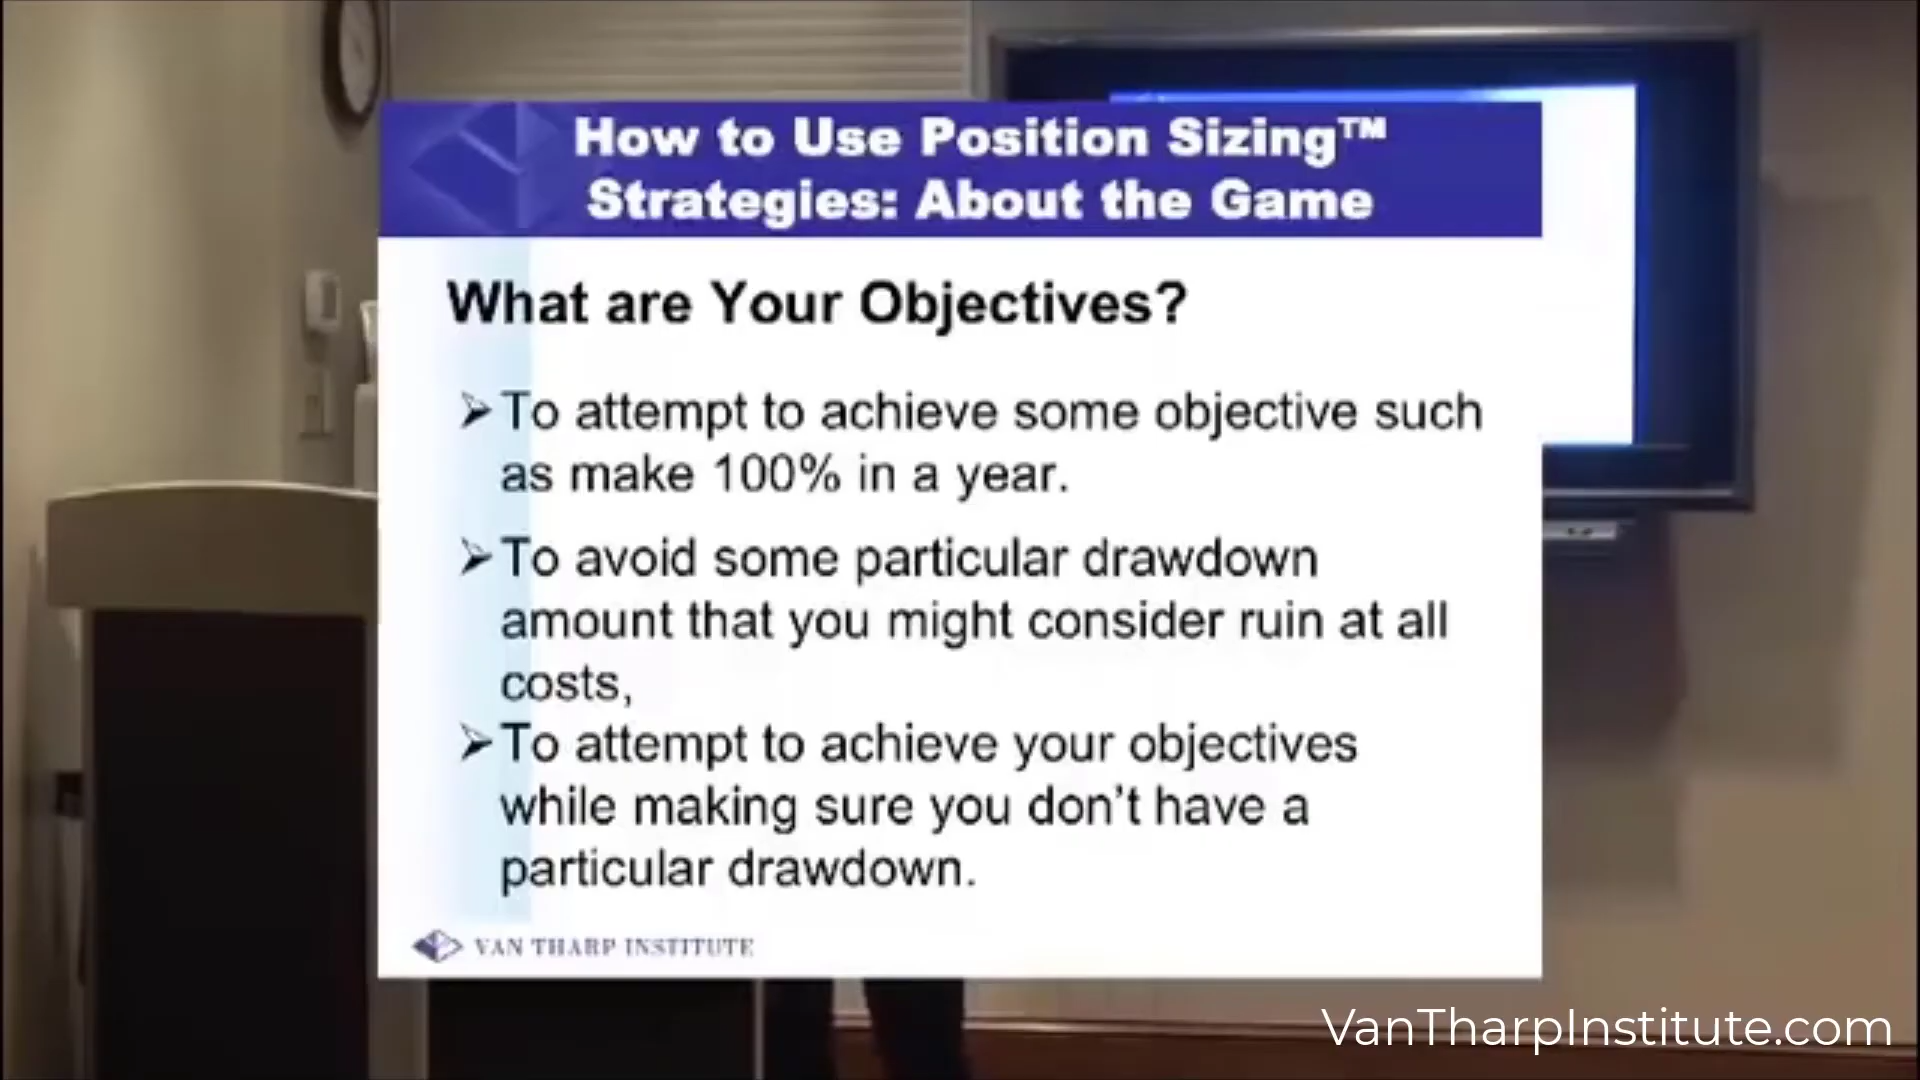 How to Use Position Sizing™
Strategies: About the Game
What are Your Objectives?
➢To attempt to achieve some objective such
as make 100% in a year.
➢To avoid some particular drawdown
amount that you might consider ruin at all
costs,
➢To attempt to achieve your objectives
while making sure you don't have a
particular drawdown.
VAN THARP INSTITUTE
VanTharpInstitute.com